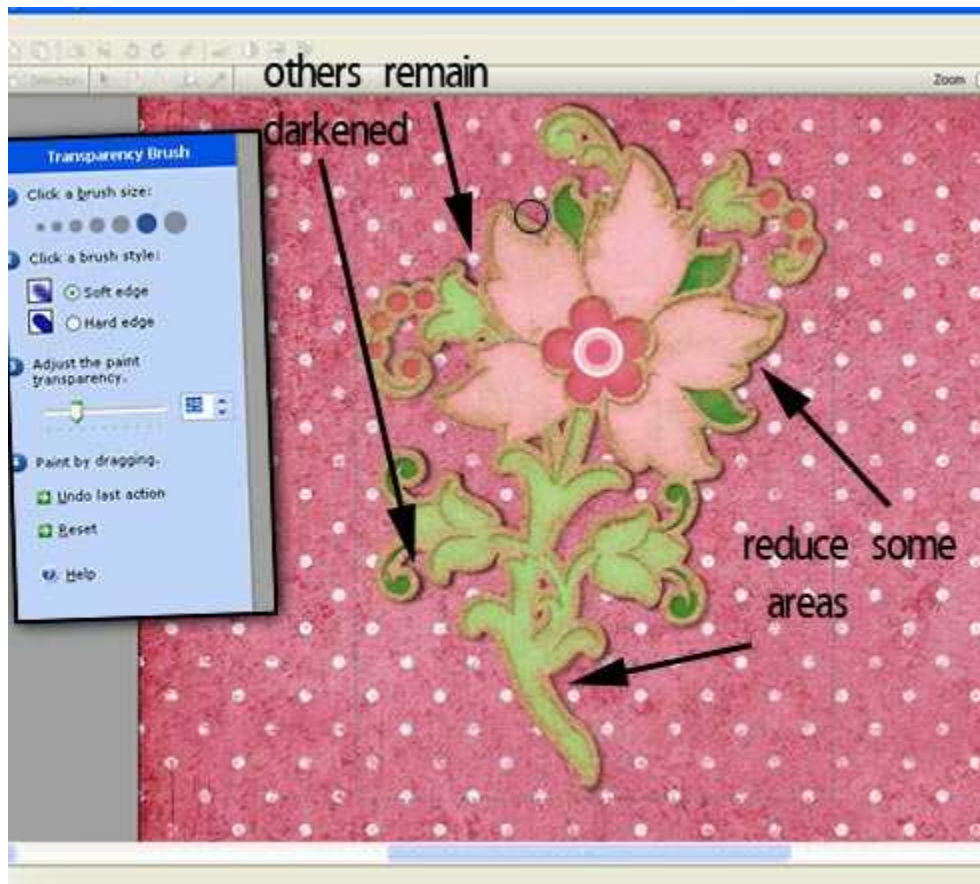 others remain
darkened
Selection
Zoom
Transparency Brush
Click a brush size:
Click a brush style:
Soft edge
Hard edge
Adjust the paint
transparency.
Paint by dragging.
Undo last action
Reset
Help
reduce some
areas